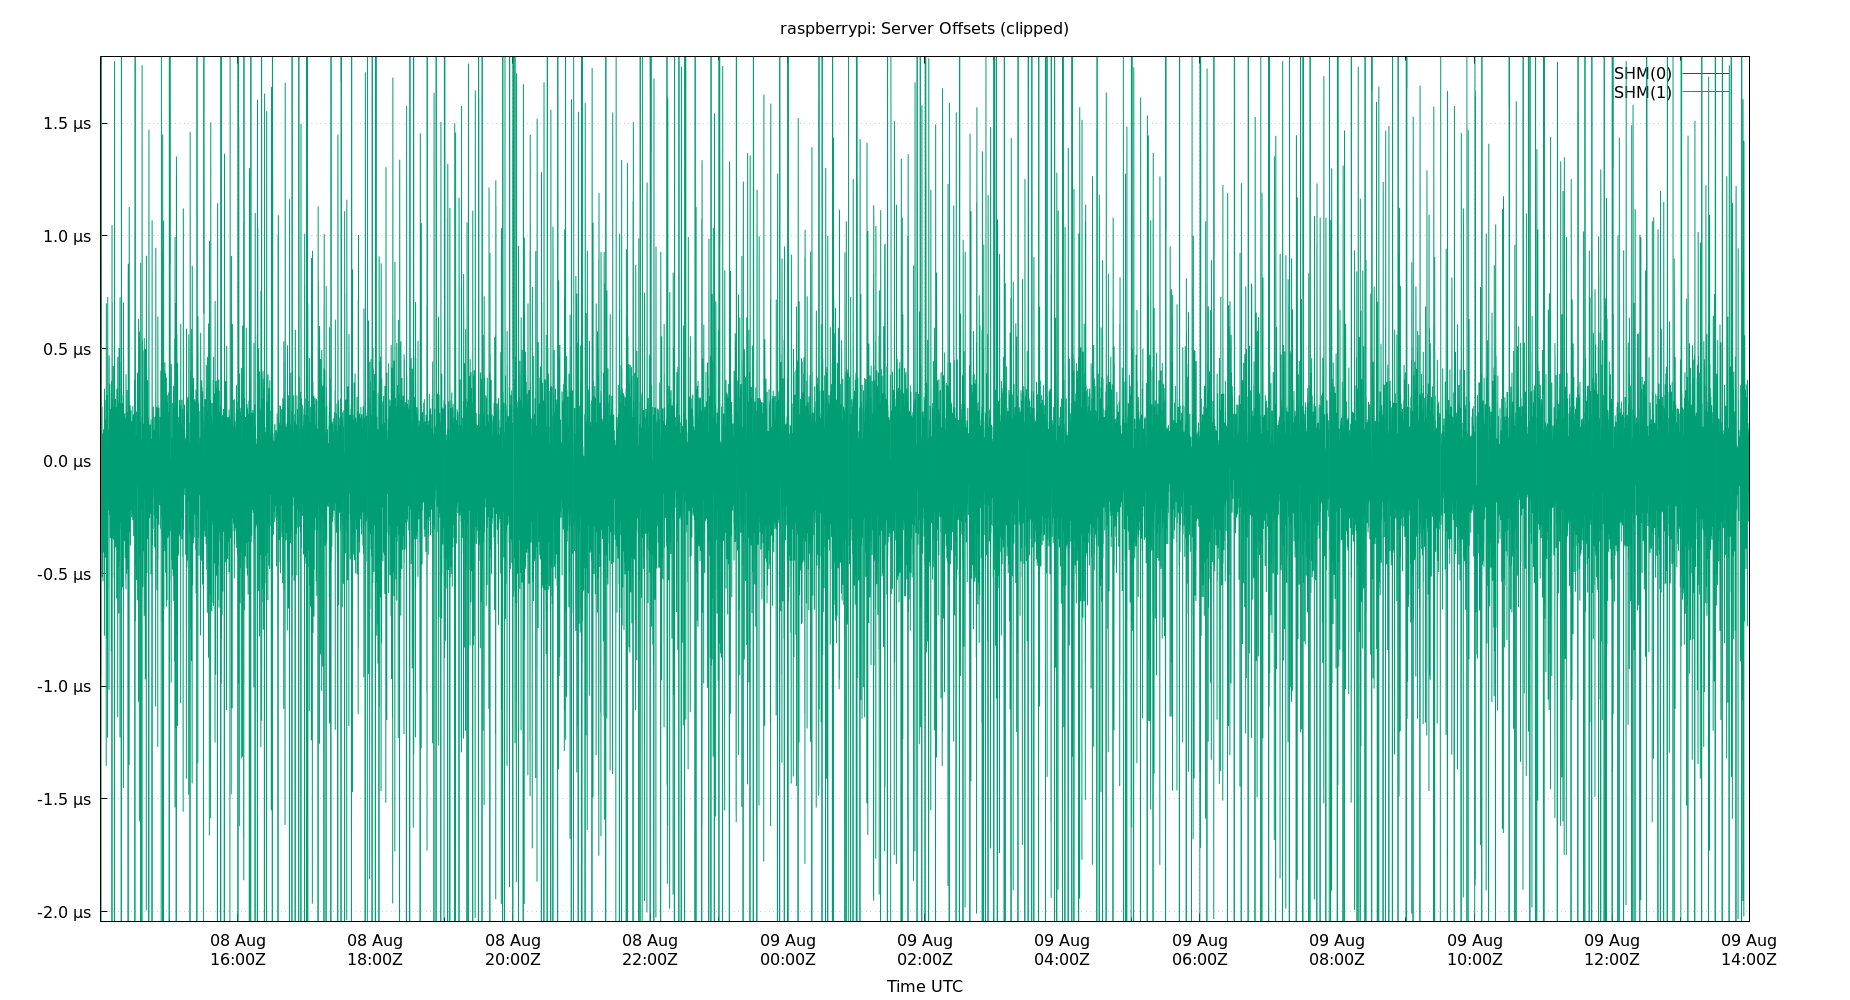 raspberrypi: Server Offsets (clipped)
SHM(0)
SHM(1)
1.5 µs
1.0 µs
0.5 µs
0.0 µs
-0.5 µs
-1.0 µs
-1.5 µs
-2.0 µs
08 Aug 08 Aug 08 Aug 08 Aug 09 Aug 09 Aug 09 Aug 09 Aug 09 Aug 09 Aug 09 Aug 09 Aug
16:00Z 18:00Z 20:00Z 22:00Z 00:00Z 02:00Z 04:00Z 06:00Z 08:00Z 10:00Z 12:00Z 14:00Z
Time UTC